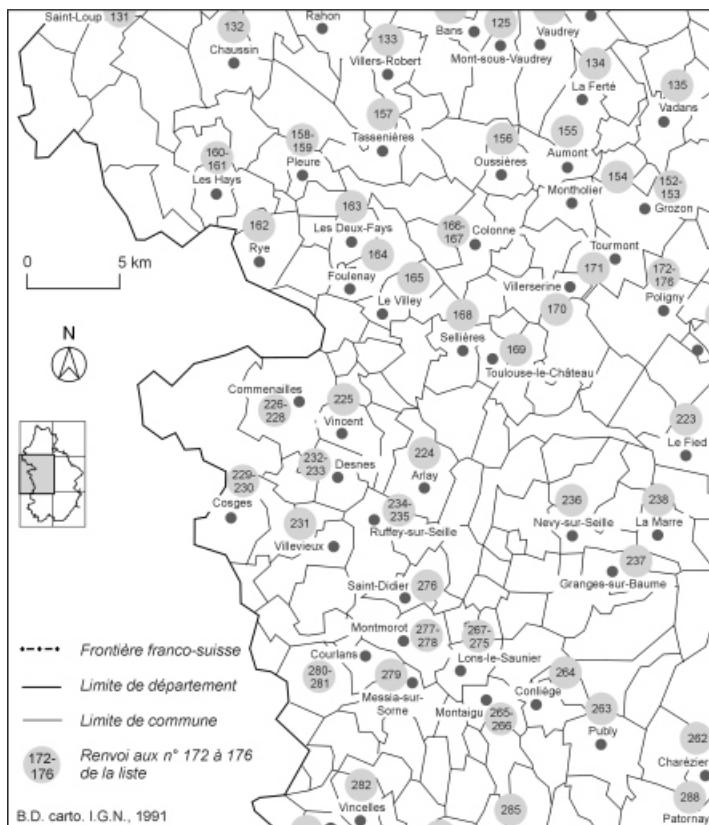 Saint-Loup
131
132
Chaussin
Rahon
133
Villers-Robert
Bans
125
Mont-sous-Vaudrey
Vaudrey
134
La Ferté
135
Vadans
157
Tassenières
158-
159
Pleure
160-
161
Les Hays
156
Oussières
155
Aumont
154
Montholier
152-
153
Grozon
163
Les Deux-Fays
162
Rye
164
Foulenay
166-
167
Colonne
165
Le Villey
Tourmont
171
Villerserine
170
172-
176
Poligny
168
Sellières
169
Toulouse-le-Château
0 5 km
N
Commenailles
226-
228
225
Vincent
223
Le Fied
224
Arlay
232-
233
Desnes
229-
230
Cosges
231
Villevieux
234-
235
Ruffey-sur-Seille
236
Nevy-sur-Seille
238
La Marre
237
Granges-sur-Baume
Saint-Didier
276
Montmorot
277-
278
267-
275
Lons-le-Saunier
Courlans
280-
281
279
Messia-sur-
Sorne
264
Conliège
Montaigu
265-
266
263
Publy
262
Charézier
288
Patornay
282
Vincelles
285
Frontière franco-suisse
Limite de département
Limite de commune
172-
176
Renvoi aux n° 172 à 176
de la liste
B.D. carto. I.G.N., 1991